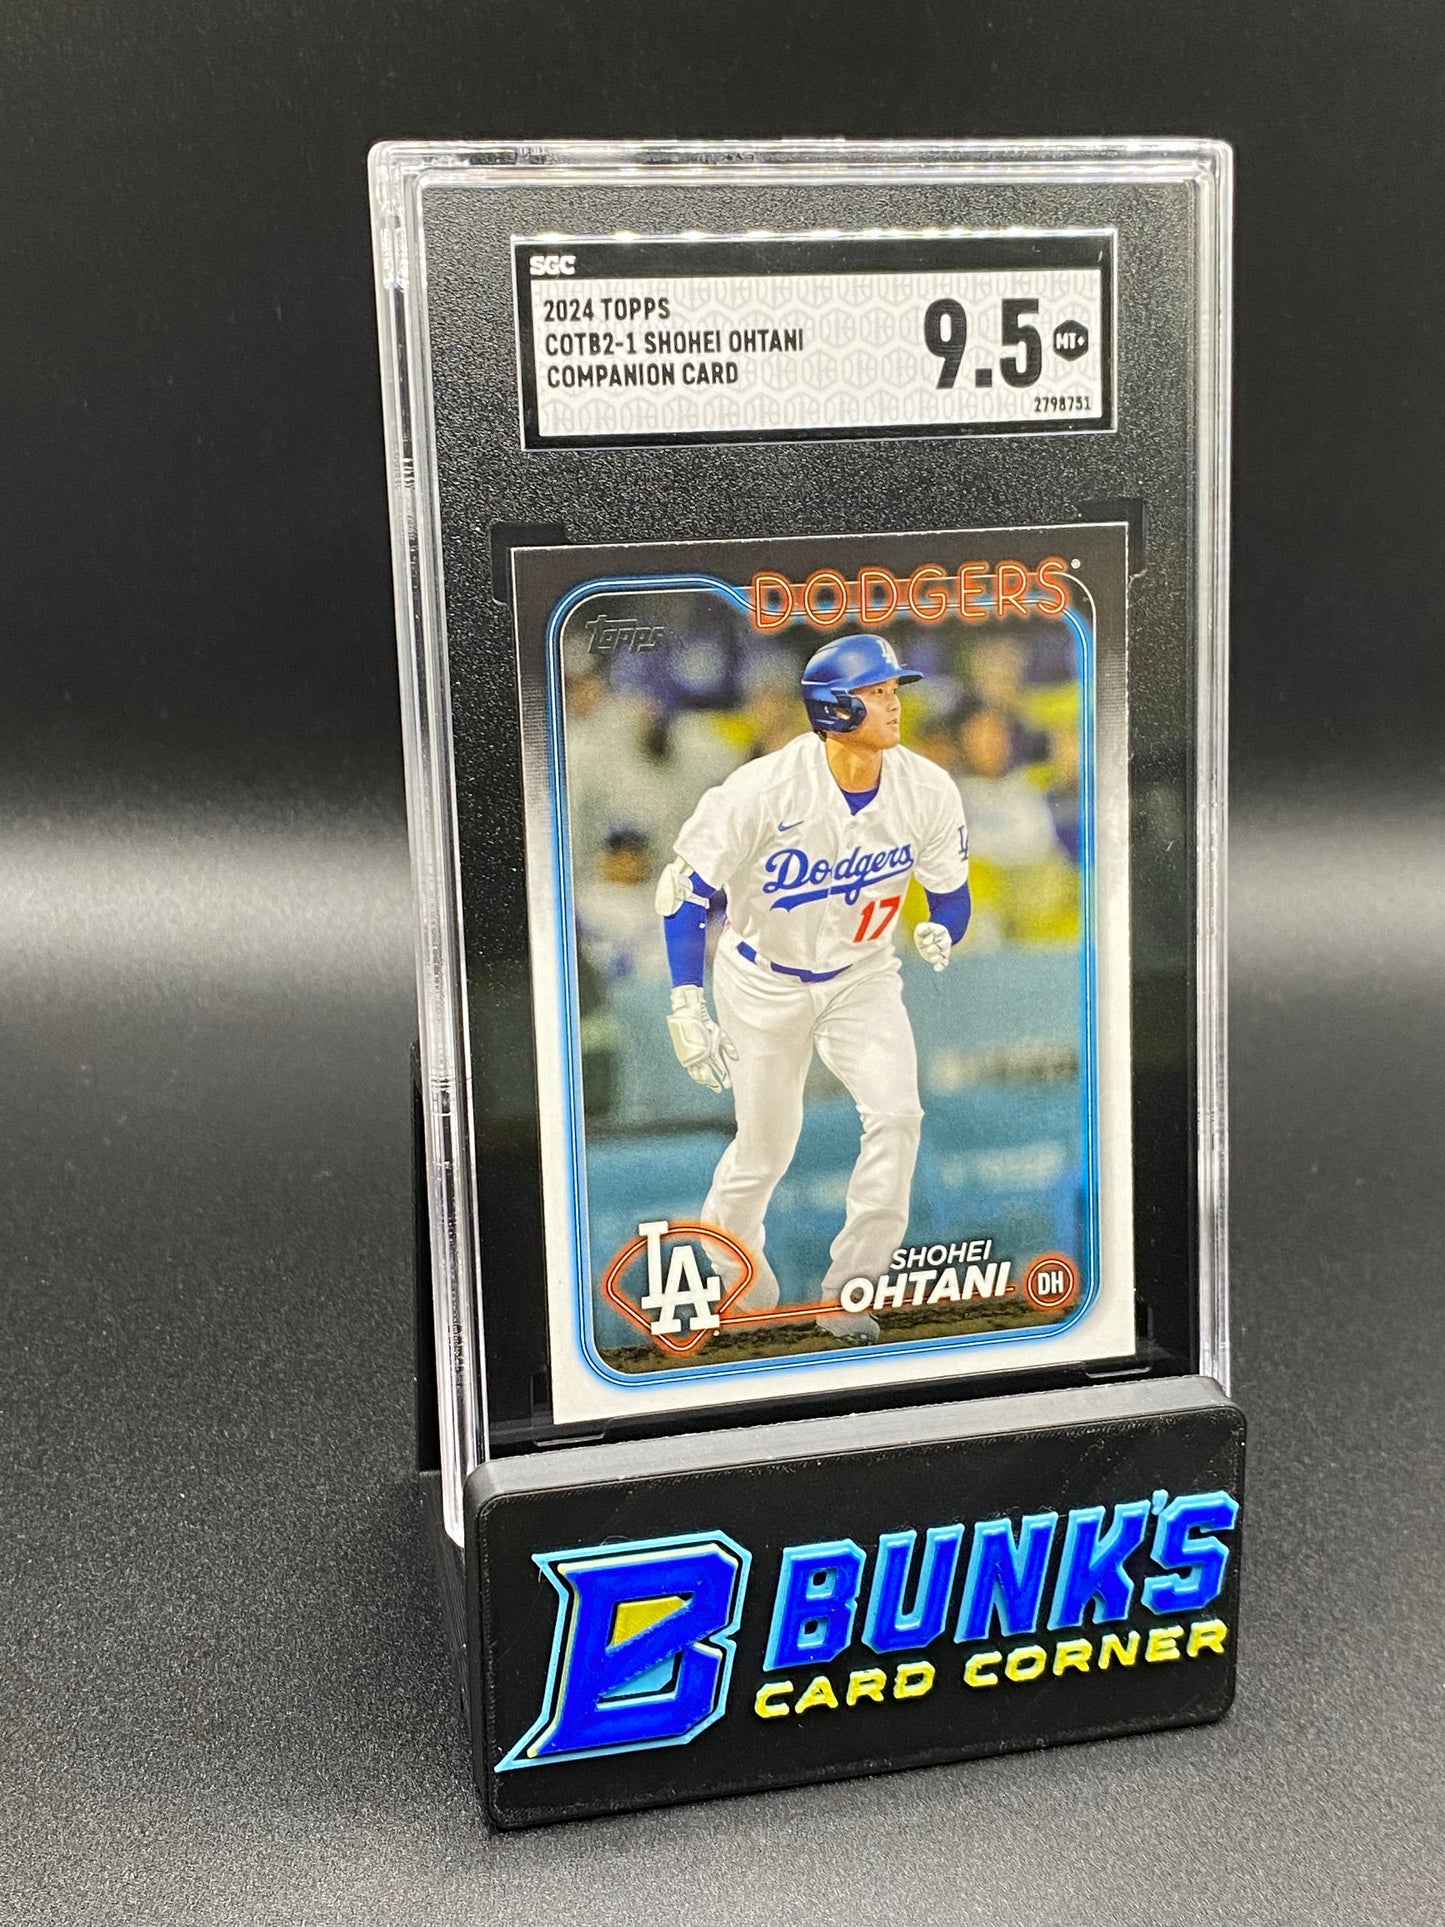 SGC
2024 TOPPS
COTB2-1 SHOHEI OHTANI
COMPANION CARD
9.5 MT+
2798751
DODGERS®
Topps
LA
Dodgers
17
LA
SHOHEI
OHTANI
DH
B BUNK'S
CARD CORNER